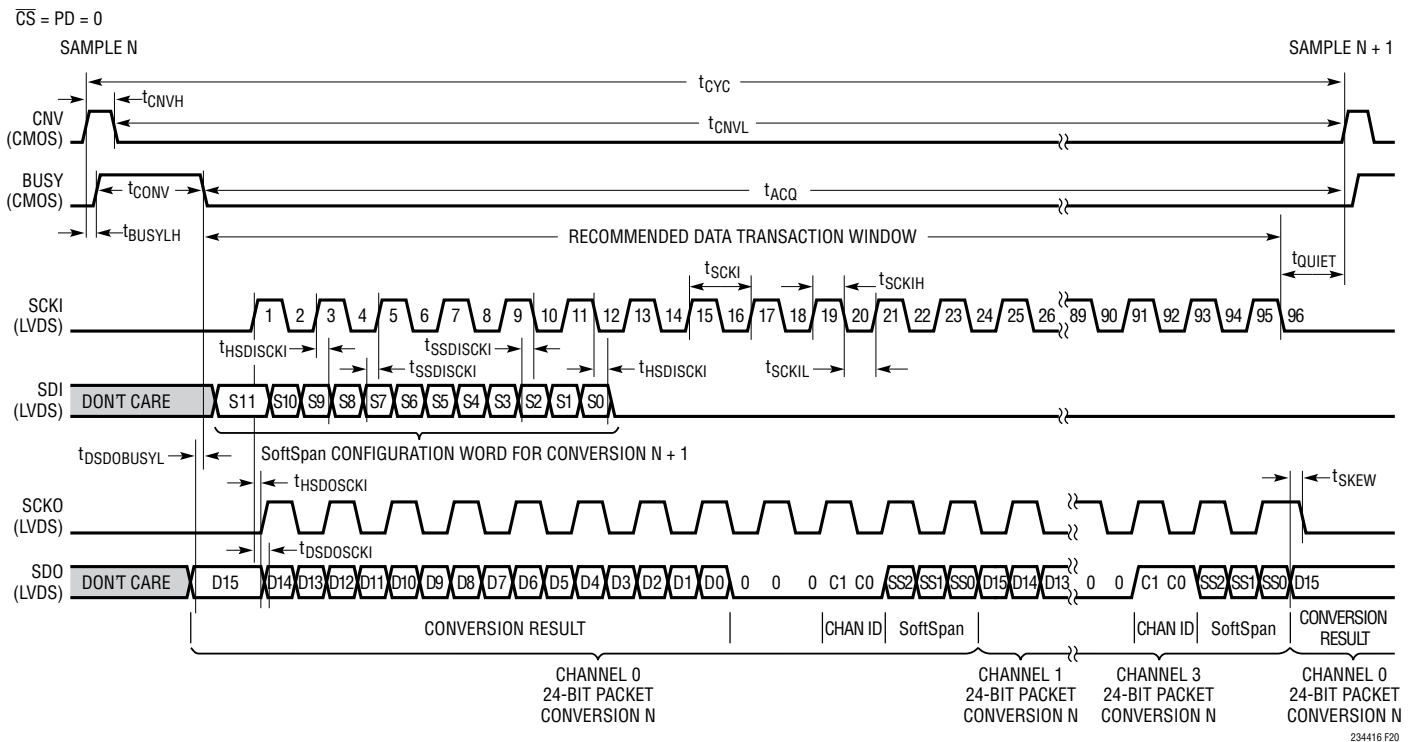 CS = PD = 0
SAMPLE N
SAMPLE N + 1
tCYC
tCNVH
CNV
(CMOS)
tCNVL
BUSY
(CMOS)
tCONV
tACQ
tBUSYLH
RECOMMENDED DATA TRANSACTION WINDOW
tQUIET
tSCKI
tSCKIH
SCKI
(LVDS)
1 2 3 4 5 6 7 8 9 10 11 12 13 14 15 16 17 18 19 20 21 22 23 24 25 26 89 90 91 92 93 94 95 96
tHSDISCKI
tSSDISCKI
tSSDISCKI
tHSDISCKI
tSCKIL
SDI
(LVDS)
DON'T CARE S11 S10 S9 S8 S7 S6 S5 S4 S3 S2 S1 S0
SoftSpan CONFIGURATION WORD FOR CONVERSION N + 1
tDSDOBUSYL
tHSDOSCKI
tSKEW
SCKO
(LVDS)
tDSDOSCKI
SDO
(LVDS)
DON'T CARE D15 D14 D13 D12 D11 D10 D9 D8 D7 D6 D5 D4 D3 D2 D1 D0 0 0 0 C1 C0 SS2 SS1 SS0 D15 D14 D13 0 0 C1 C0 SS2 SS1 SS0 D15
CONVERSION RESULT
CHAN ID
SoftSpan
CHAN ID
SoftSpan
CONVERSION
RESULT
CHANNEL 0
24-BIT PACKET
CONVERSION N
CHANNEL 1
24-BIT PACKET
CONVERSION N
CHANNEL 3
24-BIT PACKET
CONVERSION N
CHANNEL 0
24-BIT PACKET
CONVERSION N
234416 F20